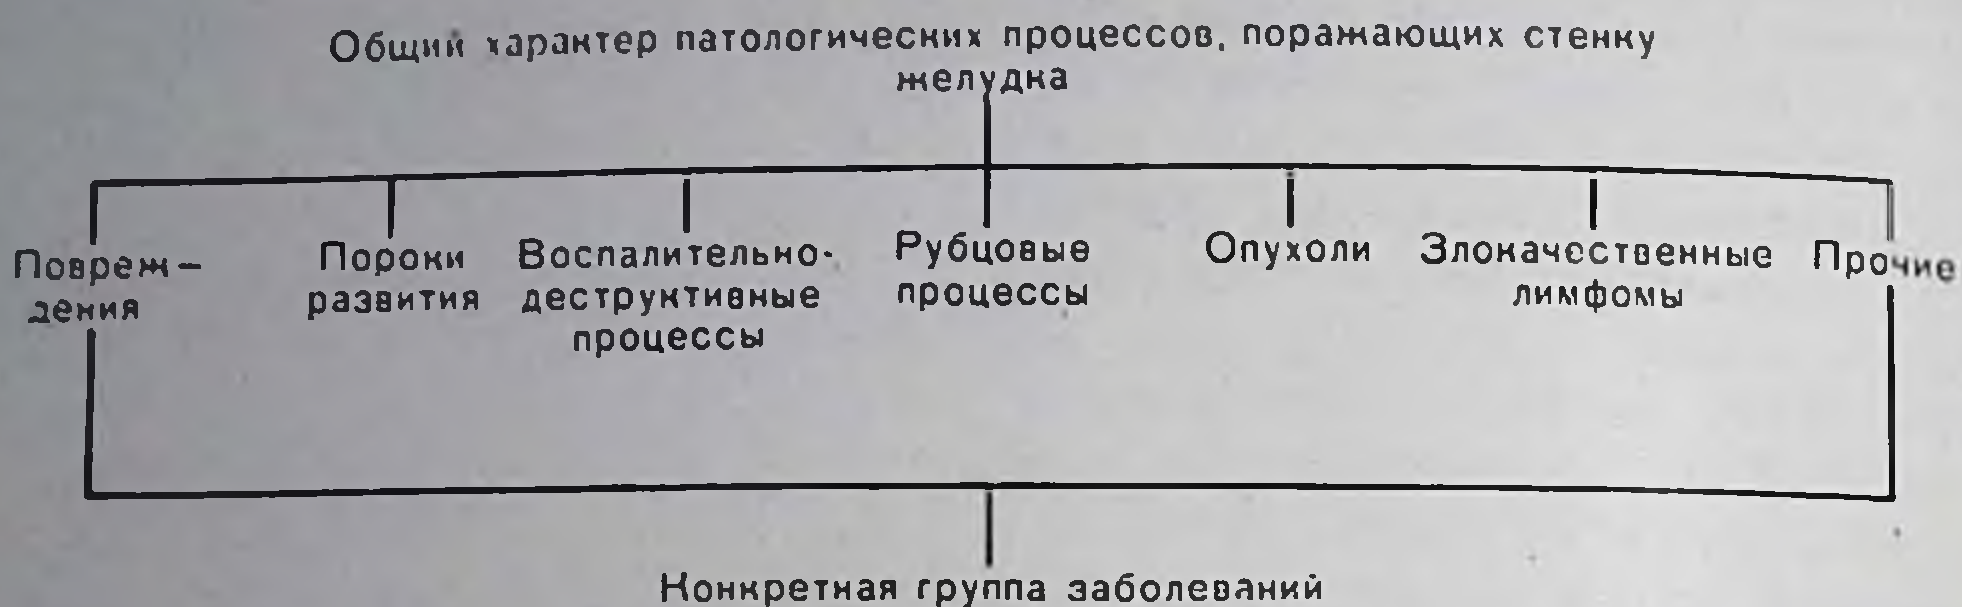 Общий характер патологических процессов, поражающих стенку
желудка
Повреж-
дения
Пороки
развития
Воспалительно-
деструктивные
процессы
Рубцовые
процессы
Опухоли
Злокачественные
лимфомы
Прочие
Конкретная группа заболеваний